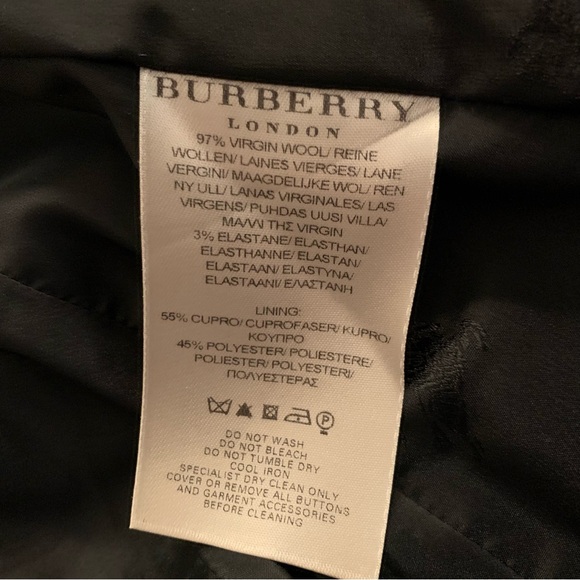 BURBERRY
LONDON
97% VIRGIN WOOL/ REINE
WOLLEN/ LAINES VIERGES/ LANE
VERGINI/ MAAGDELIJKE WOL/ REN
NY ULL/ LANAS VIRGINALES/ LAS
VIRGENS/ PUHDAS UUSI VILLA/
ΜΑΛΛΙ ΤΗΣ VIRGIN
3% ELASTANE/ ELASTHAN/
ELASTHANNE/ ELASTAN/
ELASTAAN/ ELASTYNA/
ELASTAANI/ ΕΛΑΣΤΑΝΗ
LINING:
55% CUPRO/ CUPROFASER/ KUPRO/
ΚΟΥΠΡΟ
45% POLYESTER/ POLIESTERE/
POLIESTER/ POLYESTERI/
ΠΟΛΥΕΣΤΕΡΑΣ
P
DO NOT WASH
DO NOT BLEACH
DO NOT TUMBLE DRY
COOL IRON
SPECIALIST DRY CLEAN ONLY
COVER OR REMOVE ALL BUTTONS
AND GARMENT ACCESSORIES
BEFORE CLEANING